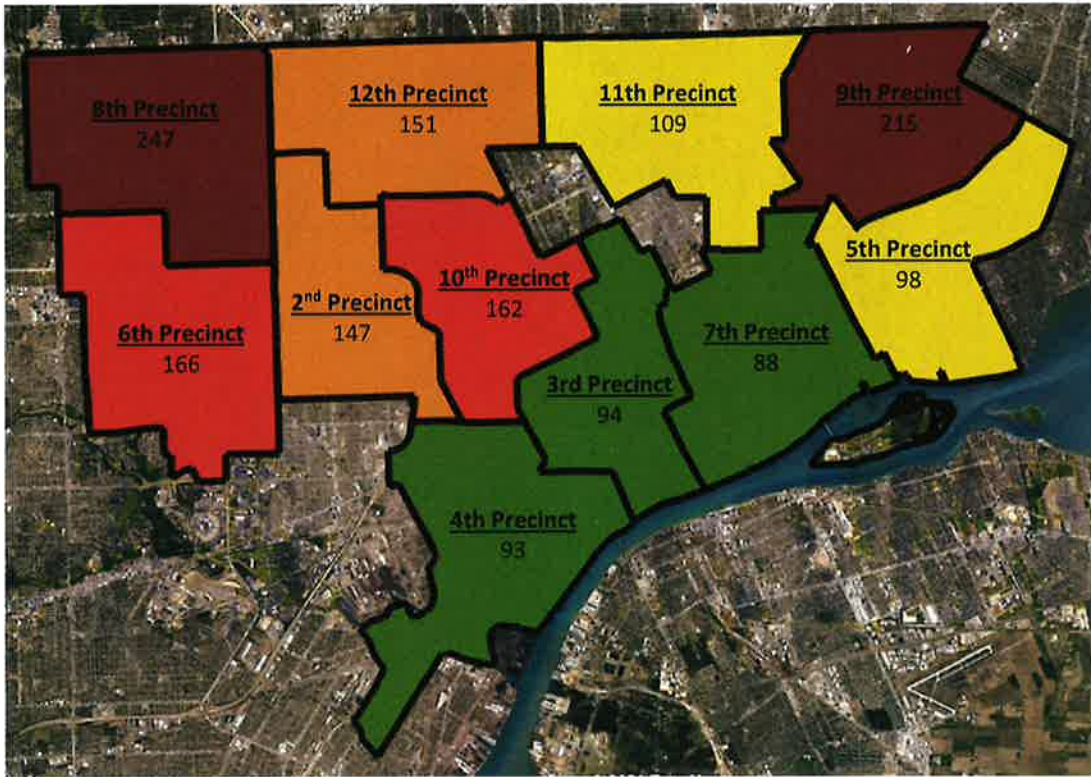 8th Precinct
247
12th Precinct
151
11th Precinct
109
9th Precinct
215
6th Precinct
166
2nd Precinct
147
10th Precinct
162
3rd Precinct
94
7th Precinct
88
5th Precinct
98
4th Precinct
93